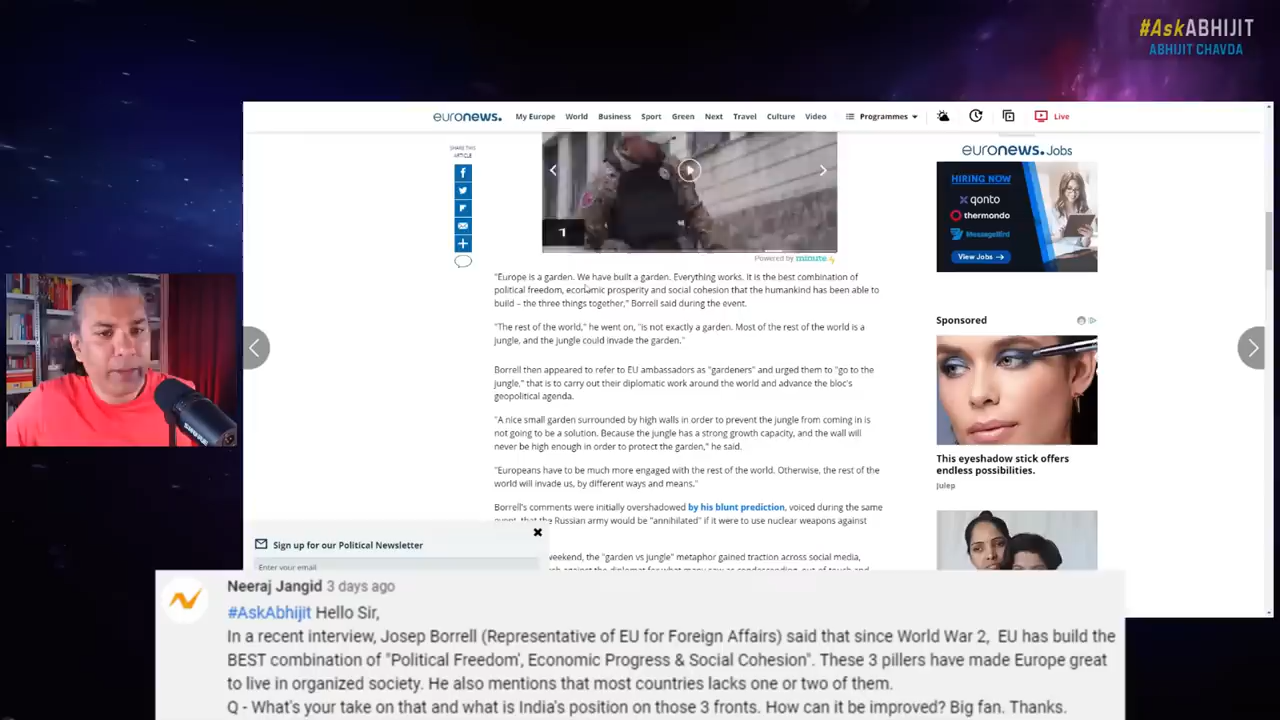 #AskABHIJIT
ABHIJIT CHAVDA
euronews.
My Europe World Business Sport Green Next Travel Culture Video Programmes Live
SHARE THIS
ARTICLE
Powered by minute
"Europe is a garden. We have built a garden. Everything works. It is the best combination of
political freedom, economic prosperity and social cohesion that the humankind has been able to
build – the three things together," Borrell said during the event.
"The rest of the world," he went on, "is not exactly a garden. Most of the rest of the world is a
jungle, and the jungle could invade the garden."
Borrell then appeared to refer to EU ambassadors as "gardeners" and urged them to "go to the
jungle," that is to carry out their diplomatic work around the world and advance the bloc's
geopolitical agenda.
"A nice small garden surrounded by high walls in order to prevent the jungle from coming in is
not going to be a solution. Because the jungle has a strong growth capacity, and the wall will
never be high enough in order to protect the garden," he said.
"Europeans have to be much more engaged with the rest of the world. Otherwise, the rest of the
world will invade us, by different ways and means."
Borrell's comments were initially overshadowed by his blunt prediction, voiced during the same
the Russian army would be "annihilated" if it were to use nuclear weapons against
weekend, the "garden vs jungle" metaphor gained traction across social media,
euronews.Jobs
HIRING NOW
qonto
thermondo
MessageBird
View Jobs →
Sponsored
This eyeshadow stick offers
endless possibilities.
Julep
Sign up for our Political Newsletter
Enter your email
SHURE
Neeraj Jangid 3 days ago
#AskAbhijit Hello Sir,
In a recent interview, Josep Borrell (Representative of EU for Foreign Affairs) said that since World War 2, EU has build the
BEST combination of "Political Freedom', Economic Progress & Social Cohesion". These 3 pillers have made Europe great
to live in organized society. He also mentions that most countries lacks one or two of them.
Q - What's your take on that and what is India's position on those 3 fronts. How can it be improved? Big fan. Thanks.